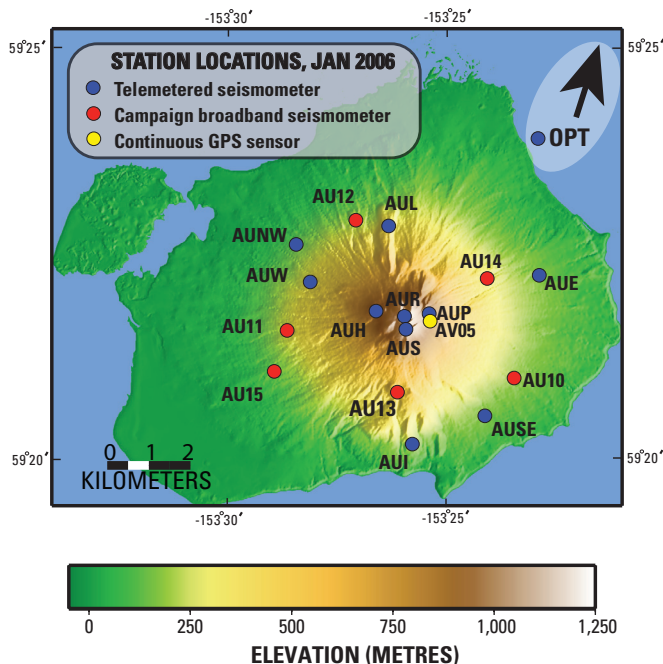 -153°30′ -153°25′
59°25′ 59°25′
STATION LOCATIONS, JAN 2006
Telemetered seismometer
Campaign broadband seismometer
Continuous GPS sensor
OPT
AU12
AUL
AUNW
AU14
AUW
AUE
AUR
AUP
AU11
AUH
AV05
AUS
AU15
AU10
AU13
AUSE
AUI
0 1 2
KILOMETERS
59°20′ 59°20′
-153°30′ -153°25′
0 250 500 750 1,000 1,250
ELEVATION (METRES)